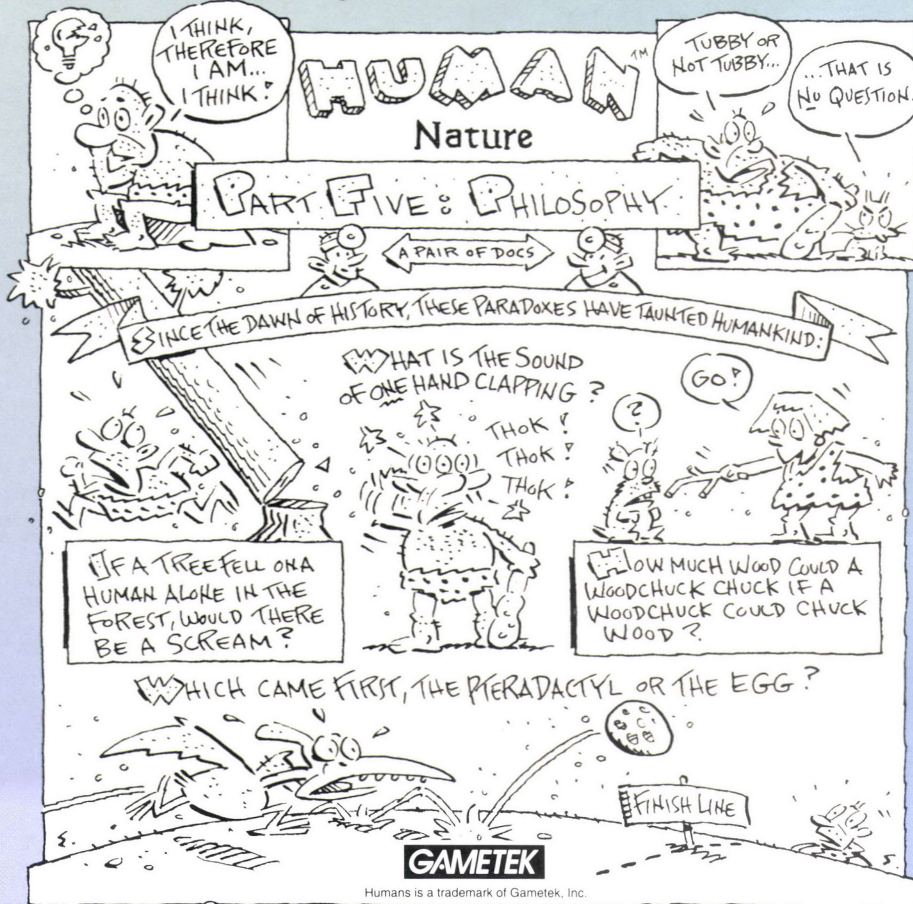 I THINK,
THEREFORE
I AM...
I THINK!
HUMAN™
Nature
TUBBY OR
NOT TUBBY...
...THAT IS
NO QUESTION.
PART FIVE: PHILOSOPHY
A PAIR OF DOCS
SINCE THE DAWN OF HISTORY, THESE PARADOXES HAVE TAUNTED HUMANKIND:
WHAT IS THE SOUND
OF ONE HAND CLAPPING?
THOK!
THOK!
THOK!
?
GO!
IF A TREE FELL ON A
HUMAN ALONE IN THE
FOREST, WOULD THERE
BE A SCREAM?
HOW MUCH WOOD COULD A
WOODCHUCK CHUCK IF A
WOODCHUCK COULD CHUCK
WOOD?
WHICH CAME FIRST, THE PTERADACTYL OR THE EGG?
FINISH LINE
GAMETEK
Humans is a trademark of Gametek, Inc.